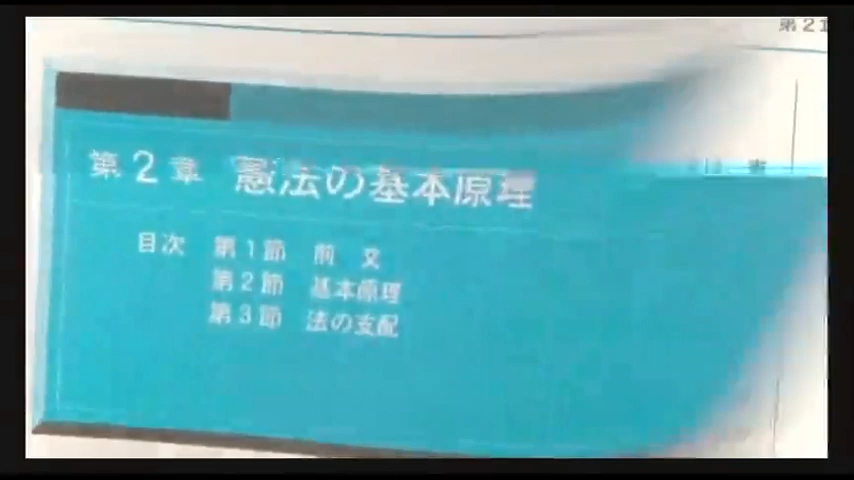 第2章 憲法の基本原理
目次 第1節 前文
第2節 基本原理
第3節 法の支配